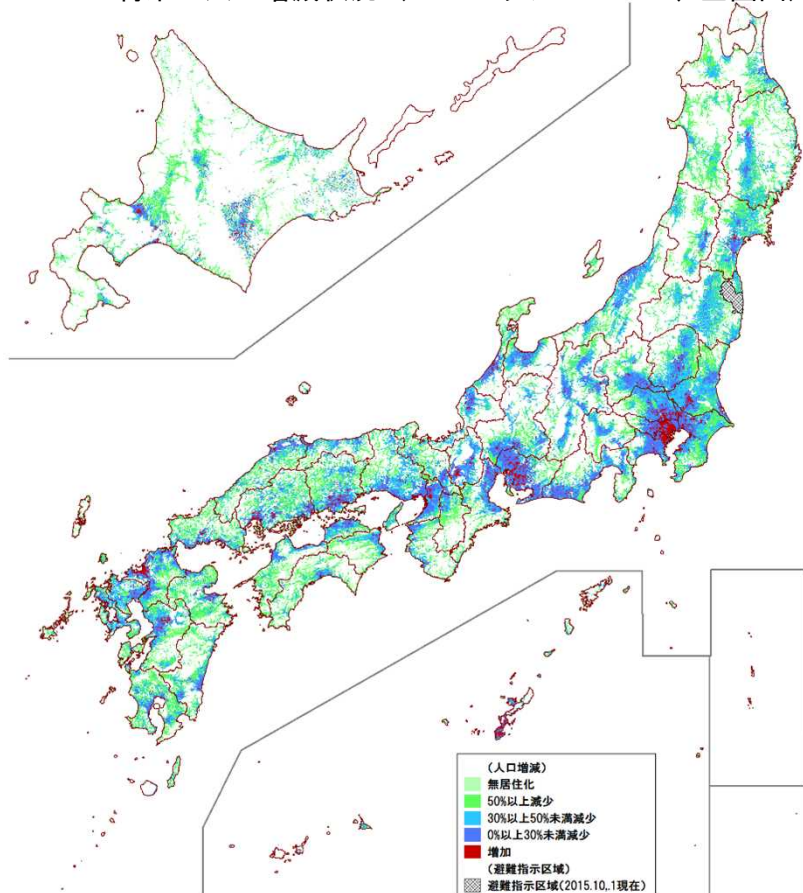 (人口増減)
無居住化
50%以上減少
30%以上50%未満減少
0%以上30%未満減少
増加
(避難指示区域)
避難指示区域(2015.10,.1現在)